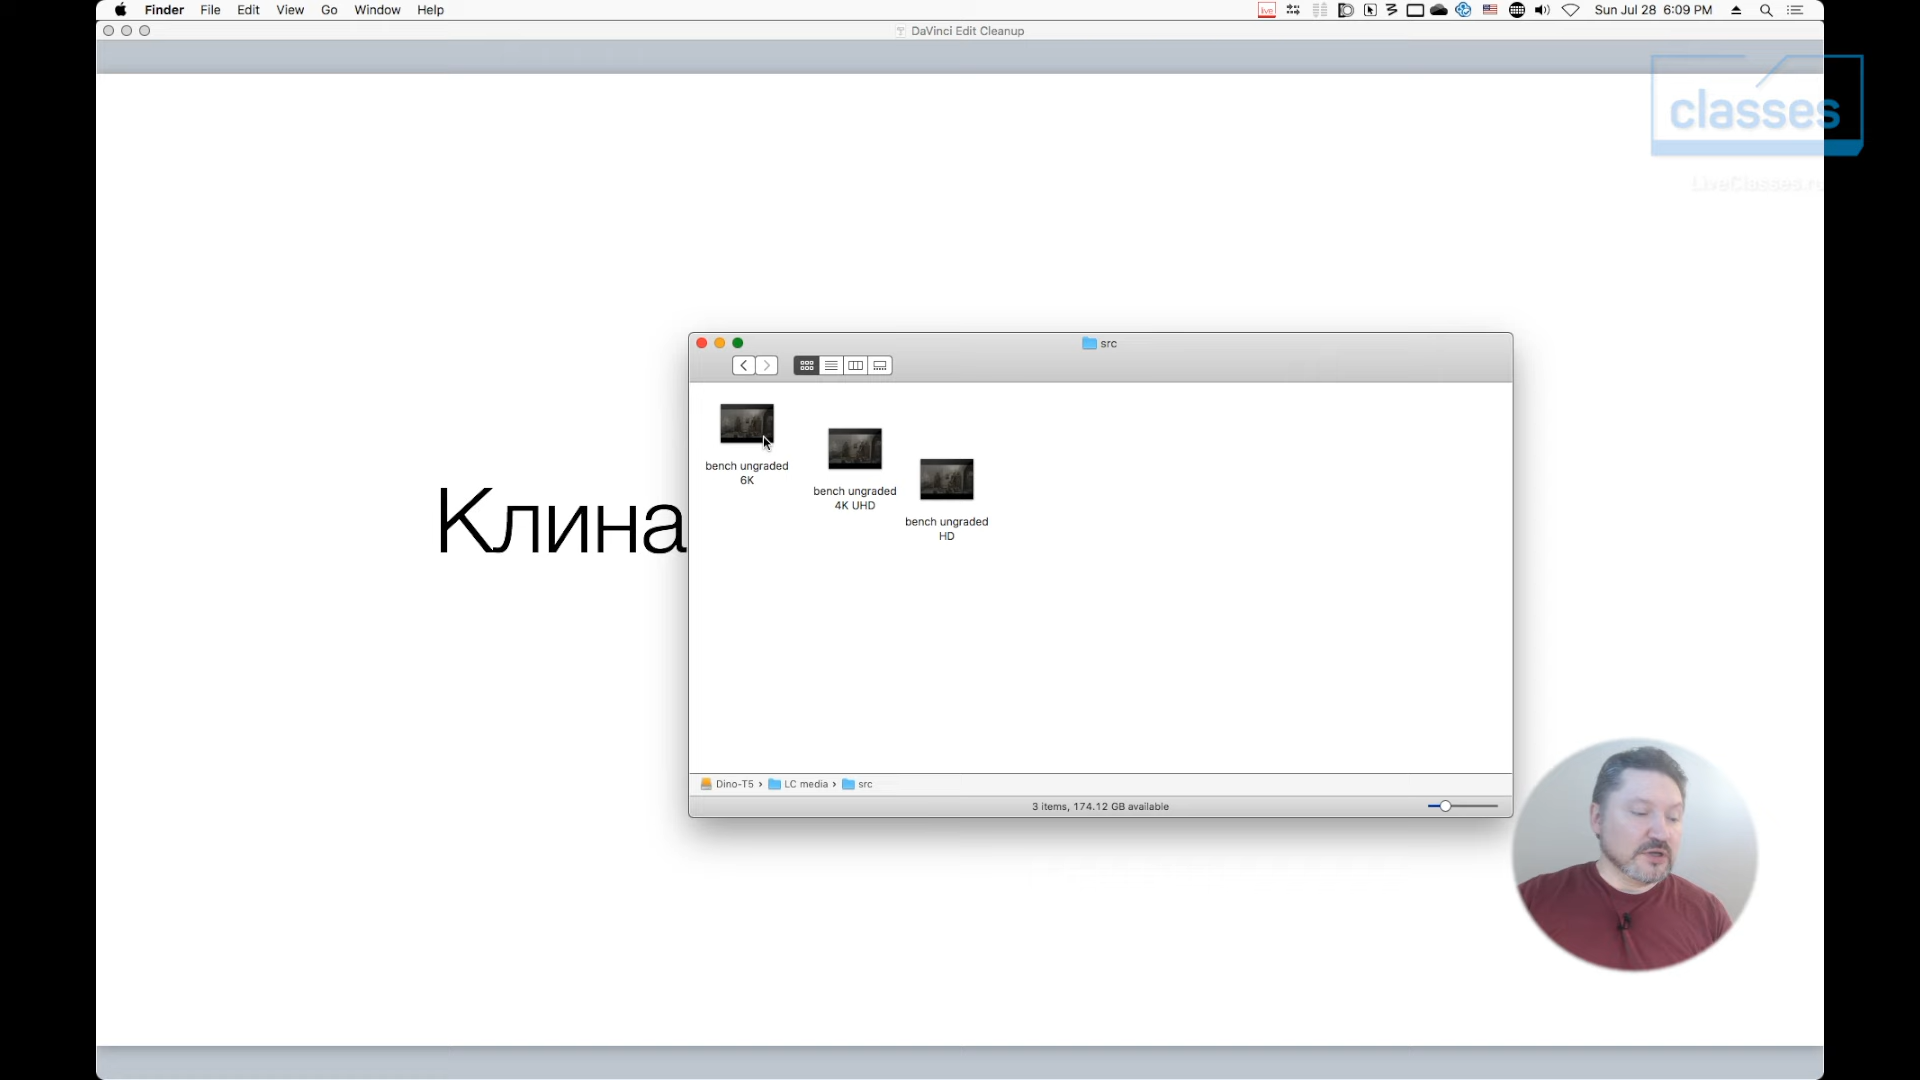 Finder File Edit View Go Window Help
live
Sun Jul 28 6:09 PM
DaVinci Edit Cleanup
classes
LiveClasses.r
src
bench ungraded
6K
bench ungraded
4K UHD
bench ungraded
HD
Клина
Dino-T5 › LC media › src
3 items, 174.12 GB available